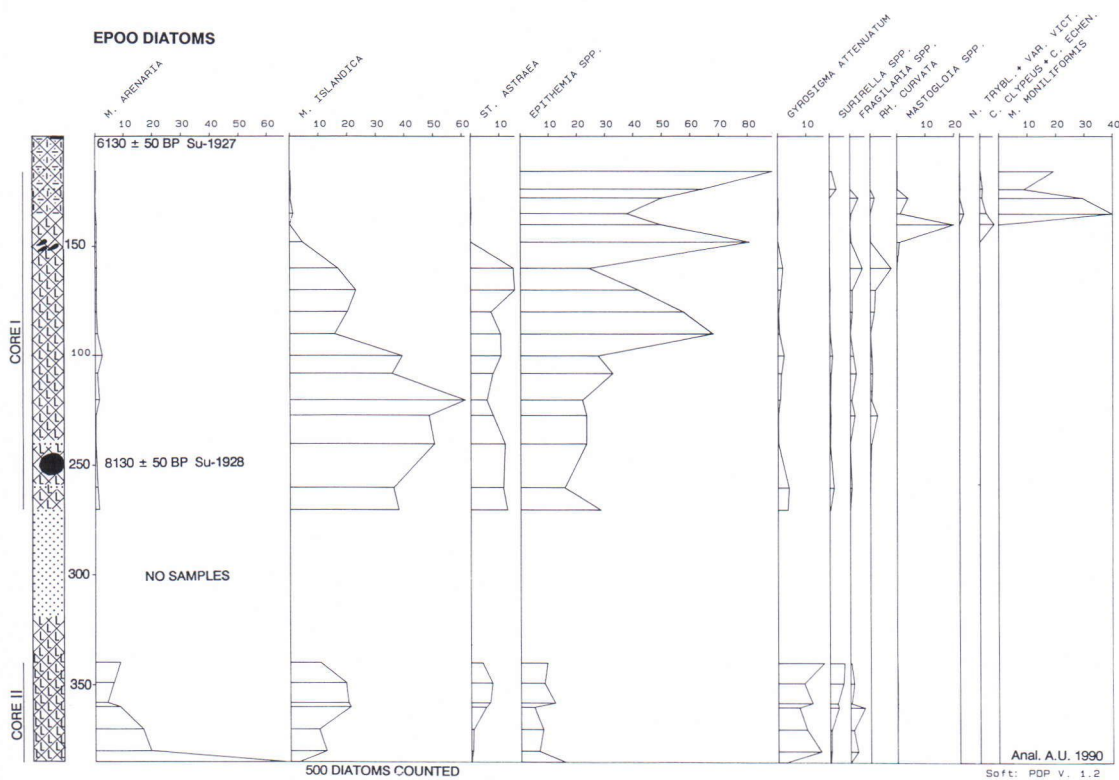 EPOO DIATOMS
M. ARENARIA
M. ISLANDICA
ST. ASTRAEA
EPITHEMIA SPP.
GYROSIGMA ATTENUATUM
SURIRELLA SPP.
FRAGILARIA SPP.
RH. CURVATA
MASTOGLOIA SPP.
N. TRYBL.+ VAR. VICT.
C. CLYPEUS + C. ECHEN.
M. MONILIFORMIS
10 20 30 40 50 60
10 20 30 40 50 60
10
10 20 30 40 50 60 70 80
10
10 20
10 20 30 40
6130 ± 50 BP Su-1927
150
CORE I
100
8130 ± 50 BP Su-1928
250
300
NO SAMPLES
350
CORE II
500 DIATOMS COUNTED
Anal. A.U. 1990
Soft: PDP V. 1.2